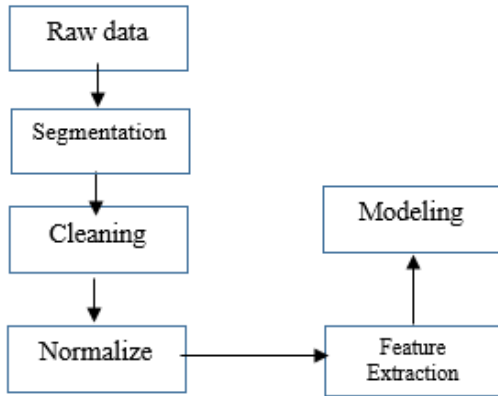 Raw data
Segmentation
Cleaning
Normalize
Feature
Extraction
Modeling